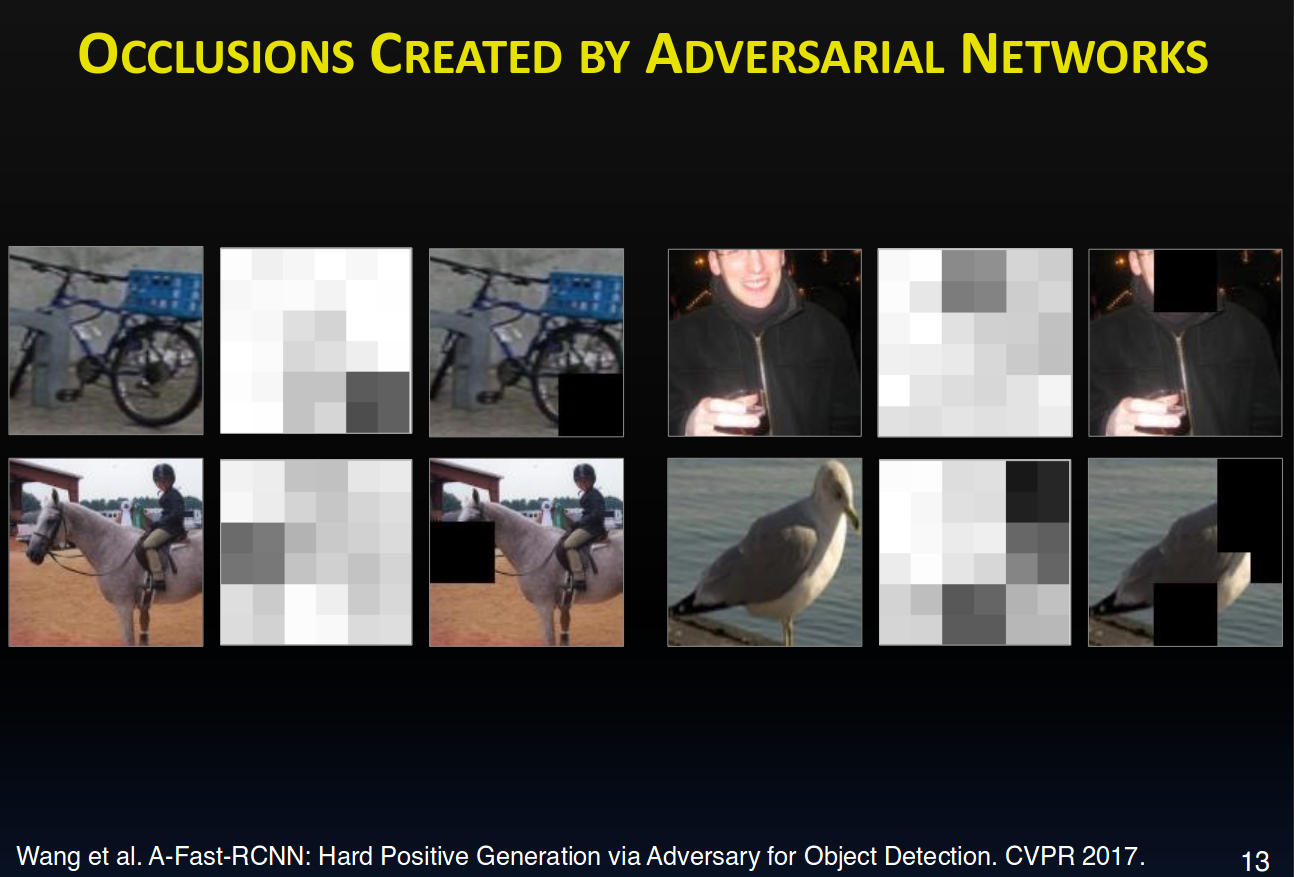 OCCLUSIONS CREATED BY ADVERSARIAL NETWORKS
Wang et al. A-Fast-RCNN: Hard Positive Generation via Adversary for Object Detection. CVPR 2017.
13